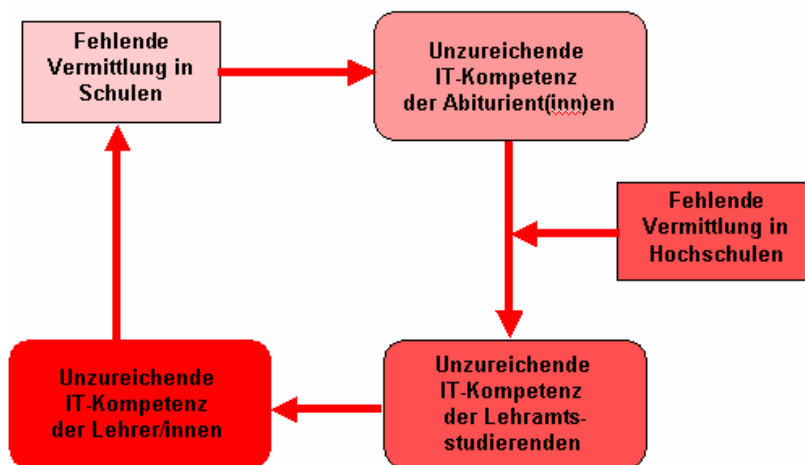 Fehlende
Vermittlung in
Schulen
Unzureichende
IT-Kompetenz
der Abiturient(inn)en
Fehlende
Vermittlung in
Hochschulen
Unzureichende
IT-Kompetenz
der Lehrer/innen
Unzureichende
IT-Kompetenz
der Lehramts-
studierenden